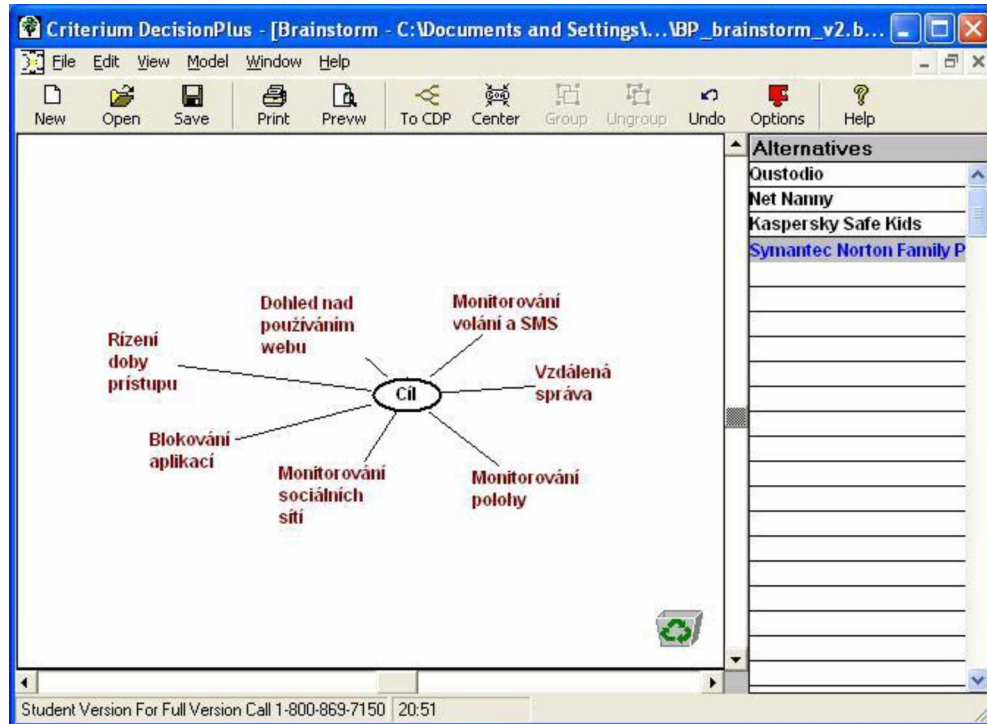 Criterium DecisionPlus - [Brainstorm - C:\Documents and Settings\...\BP_brainstorm_v2.b...
File Edit View Model Window Help
New Open Save Print Prevw To CDP Center Group Ungroup Undo Options Help
Alternatives
Qustodio
Net Nanny
Kaspersky Safe Kids
Symantec Norton Family P
Dohled nad
používáním
webu
Monitorování
volání a SMS
Rízení
doby
prístupu
Cíl
Vzdálená
správa
Blokování
aplikací
Monitorování
sociálních
sítí
Monitorování
polohy
Student Version For Full Version Call 1-800-869-7150 20:51